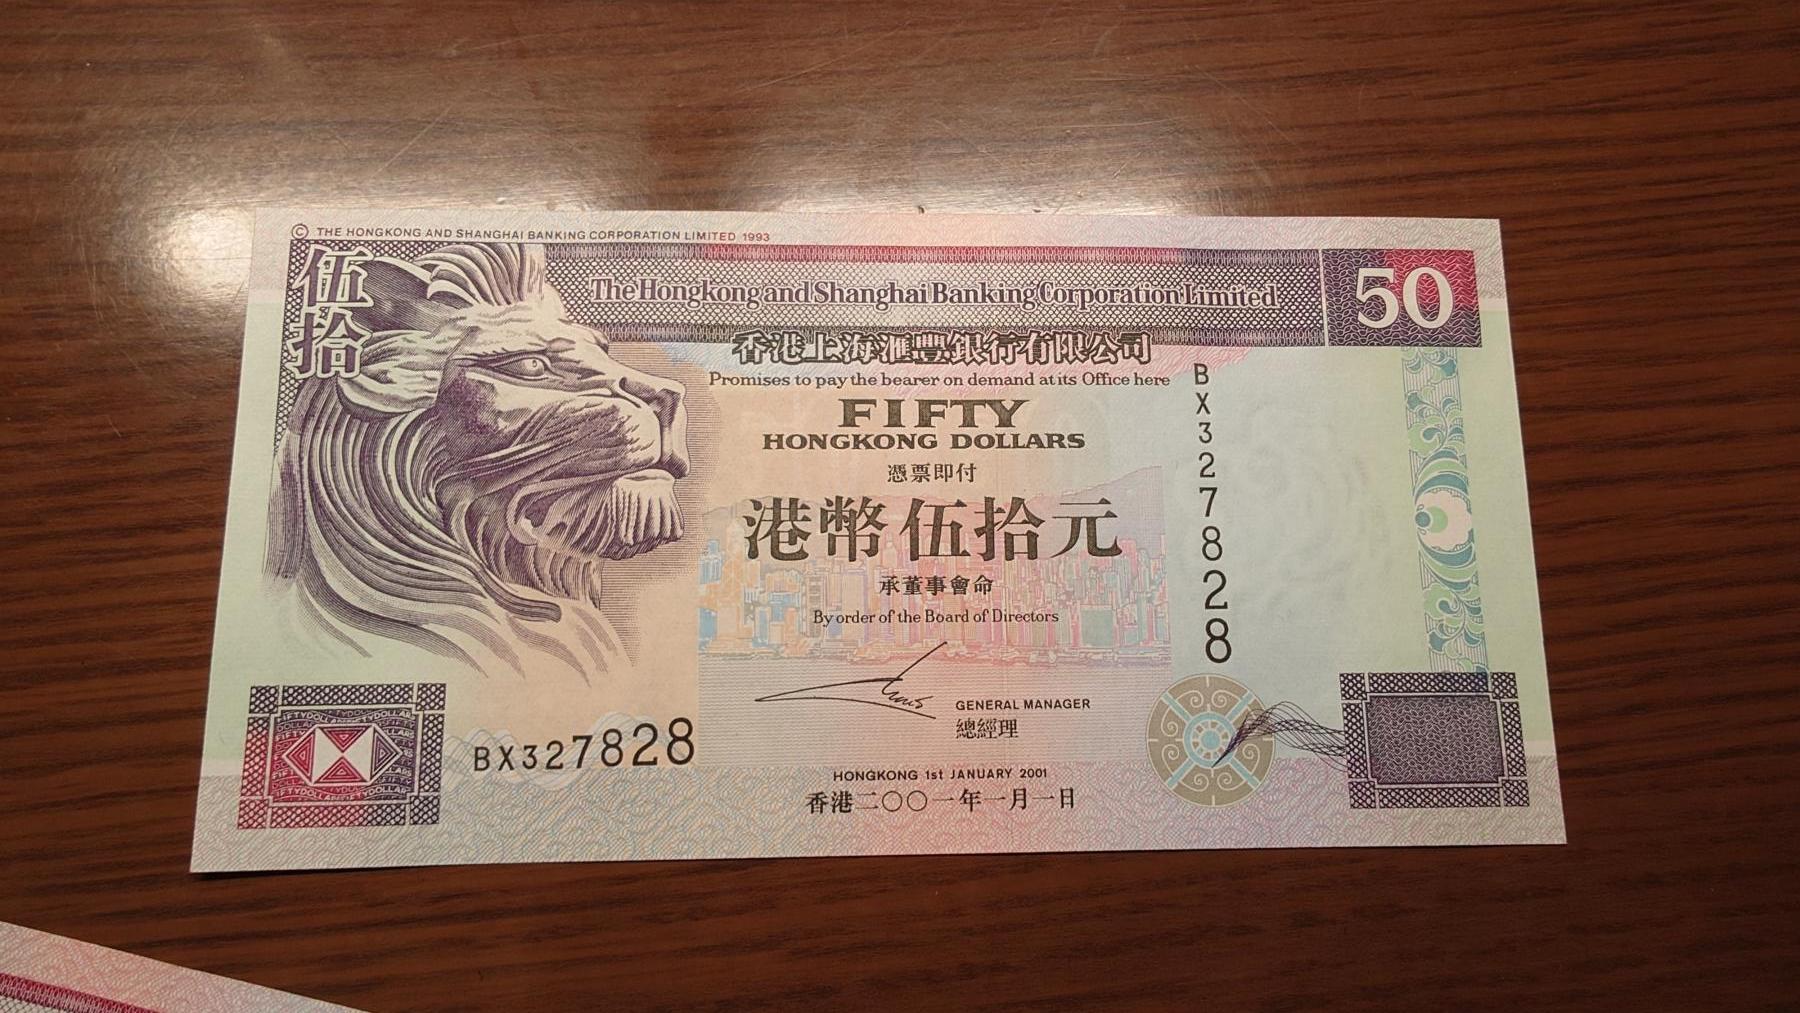 © THE HONGKONG AND SHANGHAI BANKING CORPORATION LIMITED 1993
伍拾
The Hongkong and Shanghai Banking Corporation Limited
50
香港上海滙豐銀行有限公司
Promises to pay the bearer on demand at its Office here
FIFTY
HONGKONG DOLLARS
憑票即付
港幣伍拾元
承董事會命
By order of the Board of Directors
BX327828
GENERAL MANAGER
總經理
BX327828
HONGKONG 1st JANUARY 2001
香港二〇〇一年一月一日